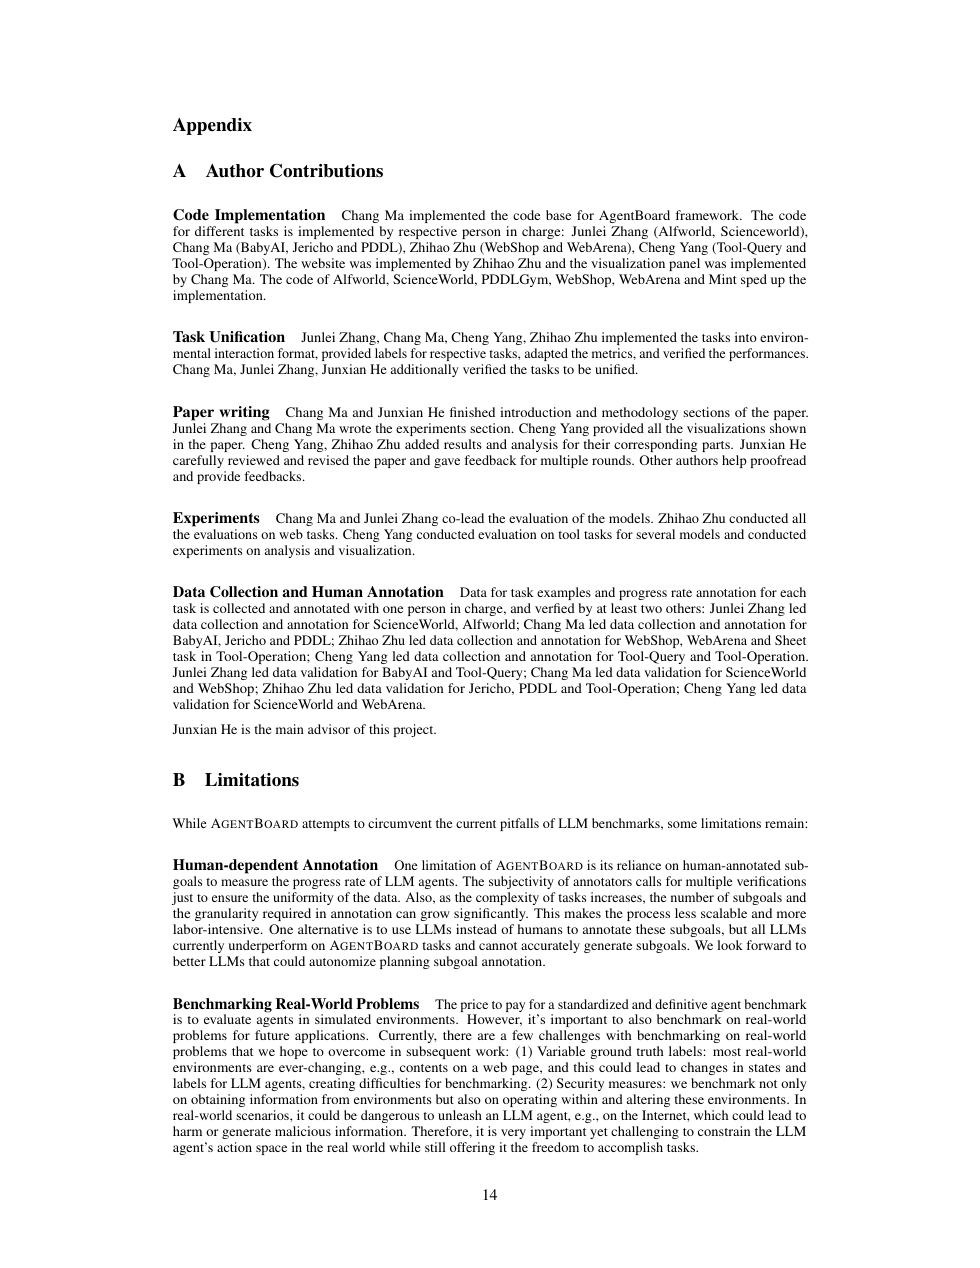 Appendix
A Author Contributions
Code Implementation Chang Ma implemented the code base for AgentBoard framework. The code
for different tasks is implemented by respective person in charge: Junlei Zhang (Alfworld, Scienceworld),
Chang Ma (BabyAI, Jericho and PDDL), Zhihao Zhu (WebShop and WebArena), Cheng Yang (Tool-Query and
Tool-Operation). The website was implemented by Zhihao Zhu and the visualization panel was implemented
by Chang Ma. The code of Alfworld, ScienceWorld, PDDLGym, WebShop, WebArena and Mint sped up the
implementation.
Task Unification Junlei Zhang, Chang Ma, Cheng Yang, Zhihao Zhu implemented the tasks into environ-
mental interaction format, provided labels for respective tasks, adapted the metrics, and verified the performances.
Chang Ma, Junlei Zhang, Junxian He additionally verified the tasks to be unified.
Paper writing Chang Ma and Junxian He finished introduction and methodology sections of the paper.
Junlei Zhang and Chang Ma wrote the experiments section. Cheng Yang provided all the visualizations shown
in the paper. Cheng Yang, Zhihao Zhu added results and analysis for their corresponding parts. Junxian He
carefully reviewed and revised the paper and gave feedback for multiple rounds. Other authors help proofread
and provide feedbacks.
Experiments Chang Ma and Junlei Zhang co-lead the evaluation of the models. Zhihao Zhu conducted all
the evaluations on web tasks. Cheng Yang conducted evaluation on tool tasks for several models and conducted
experiments on analysis and visualization.
Data Collection and Human Annotation Data for task examples and progress rate annotation for each
task is collected and annotated with one person in charge, and verfied by at least two others: Junlei Zhang led
data collection and annotation for ScienceWorld, Alfworld; Chang Ma led data collection and annotation for
BabyAI, Jericho and PDDL; Zhihao Zhu led data collection and annotation for WebShop, WebArena and Sheet
task in Tool-Operation; Cheng Yang led data collection and annotation for Tool-Query and Tool-Operation.
Junlei Zhang led data validation for BabyAI and Tool-Query; Chang Ma led data validation for ScienceWorld
and WebShop; Zhihao Zhu led data validation for Jericho, PDDL and Tool-Operation; Cheng Yang led data
validation for ScienceWorld and WebArena.
Junxian He is the main advisor of this project.
B Limitations
While AGENTBOARD attempts to circumvent the current pitfalls of LLM benchmarks, some limitations remain:
Human-dependent Annotation One limitation of AGENTBOARD is its reliance on human-annotated sub-
goals to measure the progress rate of LLM agents. The subjectivity of annotators calls for multiple verifications
just to ensure the uniformity of the data. Also, as the complexity of tasks increases, the number of subgoals and
the granularity required in annotation can grow significantly. This makes the process less scalable and more
labor-intensive. One alternative is to use LLMs instead of humans to annotate these subgoals, but all LLMs
currently underperform on AGENTBOARD tasks and cannot accurately generate subgoals. We look forward to
better LLMs that could autonomize planning subgoal annotation.
Benchmarking Real-World Problems The price to pay for a standardized and definitive agent benchmark
is to evaluate agents in simulated environments. However, it's important to also benchmark on real-world
problems for future applications. Currently, there are a few challenges with benchmarking on real-world
problems that we hope to overcome in subsequent work: (1) Variable ground truth labels: most real-world
environments are ever-changing, e.g., contents on a web page, and this could lead to changes in states and
labels for LLM agents, creating difficulties for benchmarking. (2) Security measures: we benchmark not only
on obtaining information from environments but also on operating within and altering these environments. In
real-world scenarios, it could be dangerous to unleash an LLM agent, e.g., on the Internet, which could lead to
harm or generate malicious information. Therefore, it is very important yet challenging to constrain the LLM
agent's action space in the real world while still offering it the freedom to accomplish tasks.
14